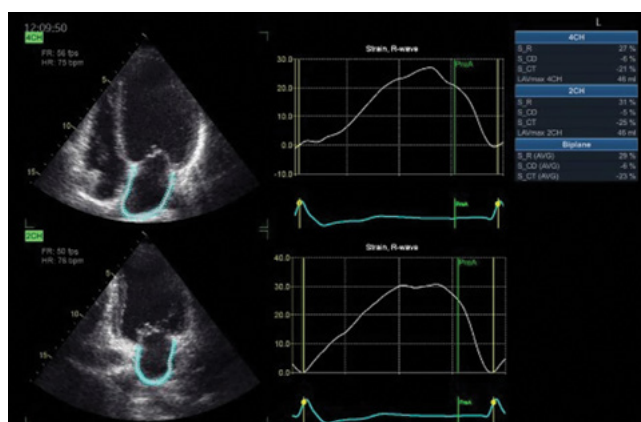 12:09:50
L
4CH
FR: 56 fps
HR: 75 bpm
5
10
15
Strain, R-wave
PreA
30.0
20.0
10.0
0.0
-10.0
PreA
4CH
S_R 27 %
S_CD -6 %
S_CT -21 %
LAVmax 4CH 46 ml
2CH
S_R 31 %
S_CD -5 %
S_CT -25 %
LAVmax 2CH 46 ml
Biplane
S_R (AVG) 29 %
S_CD (AVG) -6 %
S_CT (AVG) -23 %
2CH
FR: 50 fps
HR: 76 bpm
5
10
15
Strain, R-wave
PreA
40.0
30.0
20.0
10.0
0.0
PreA